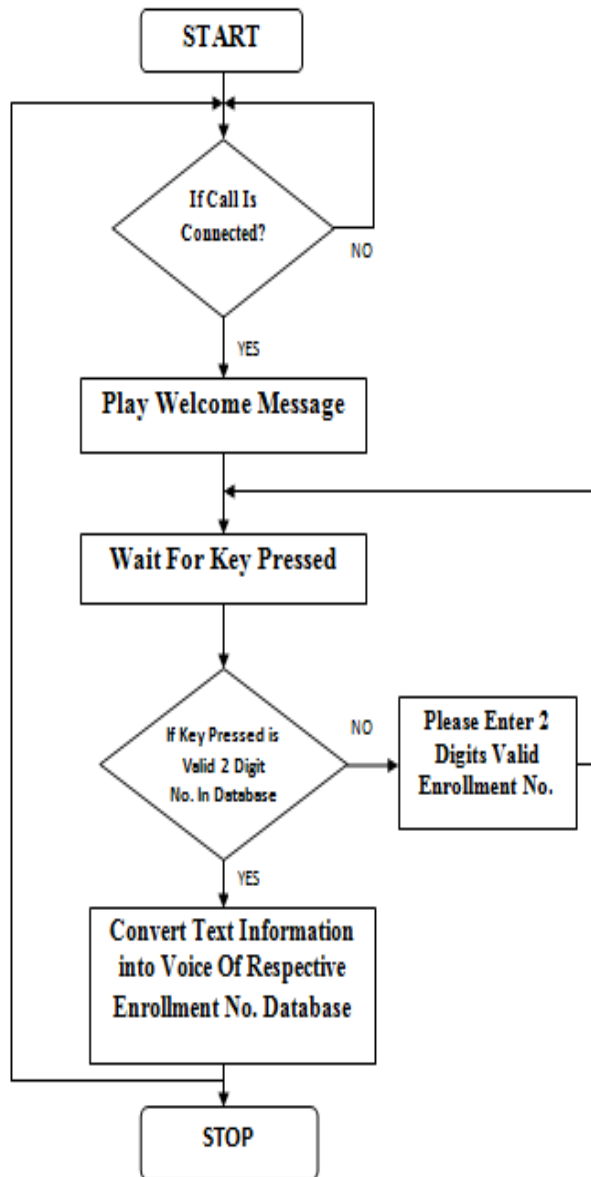 START
If Call Is
Connected?
NO
YES
Play Welcome Message
Wait For Key Pressed
If Key Pressed is
Valid 2 Digit
No. In Database
NO
Please Enter 2
Digits Valid
Enrollment No.
YES
Convert Text Information
into Voice Of Respective
Enrollment No. Database
STOP